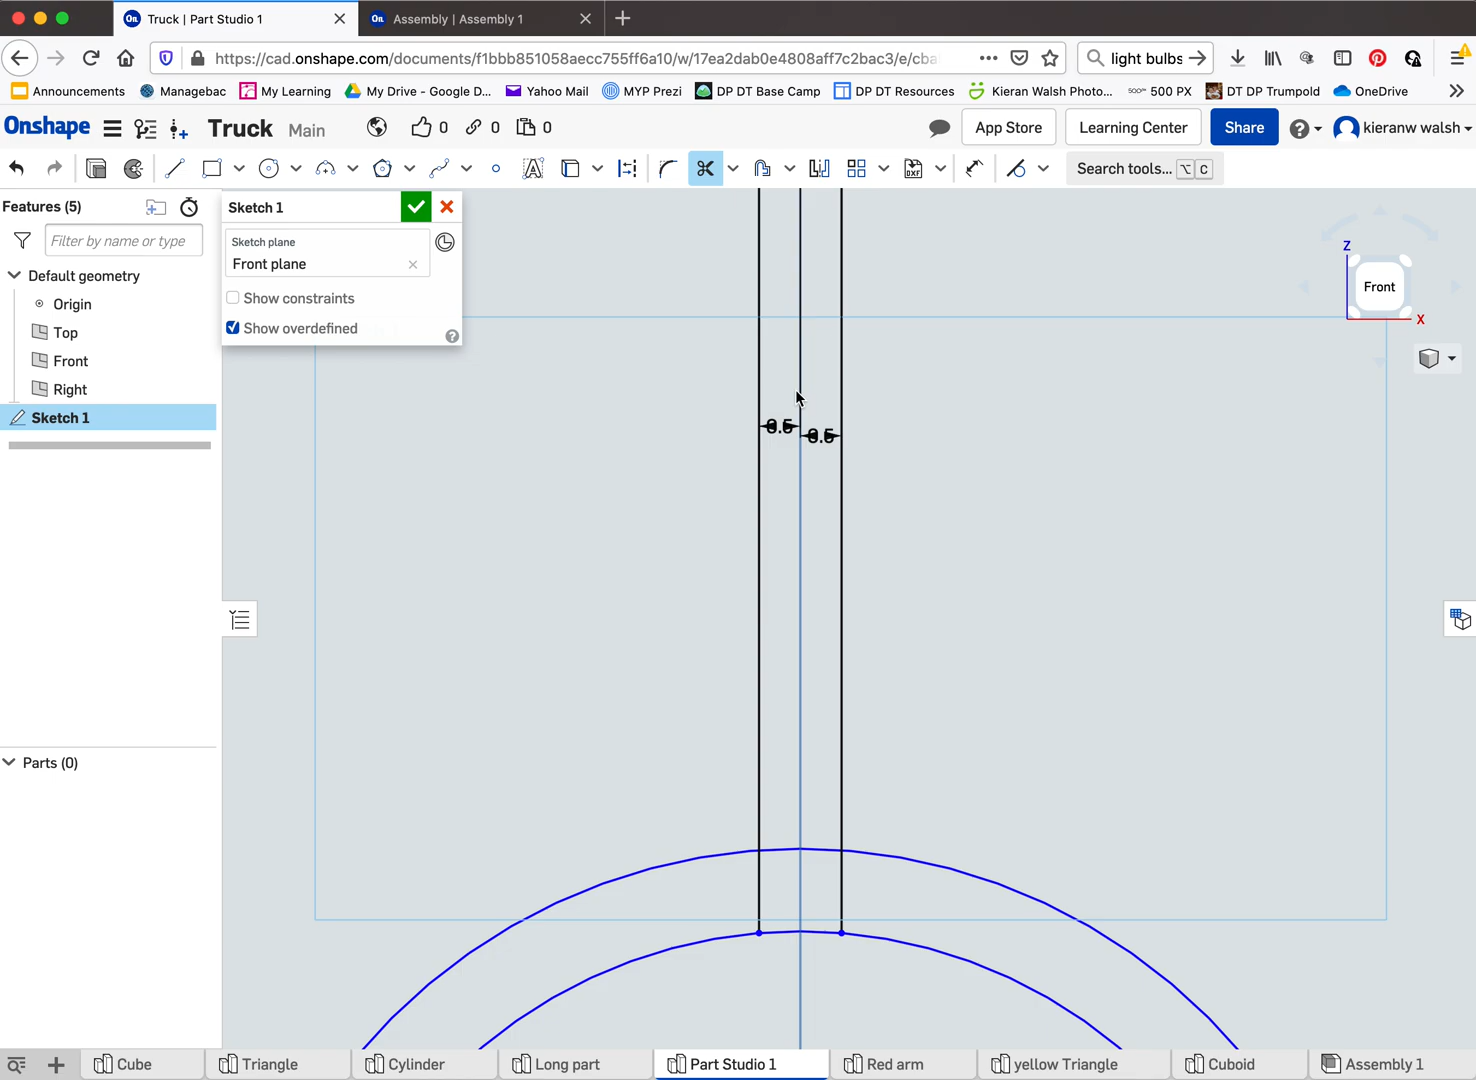 Truck | Part Studio 1
Assembly | Assembly 1
https://cad.onshape.com/documents/f1bbb851058aecc755ff6a10/w/17ea2dab0e4808aff7c2bac3/e/cba
light bulbs
Announcements
Managebac
My Learning
My Drive - Google D...
Yahoo Mail
MYP Prezi
DP DT Base Camp
DP DT Resources
Kieran Walsh Photo...
500 PX
DT DP Trumpold
OneDrive
Onshape
Truck Main
0
0
0
App Store
Learning Center
Share
kieranw walsh
Search tools... ⌥ C
Features (5)
Filter by name or type
Default geometry
Origin
Top
Front
Right
Sketch 1
Parts (0)
Sketch 1
Sketch plane
Front plane
Show constraints
Show overdefined
Z
Front
X
Cube
Triangle
Cylinder
Long part
Part Studio 1
Red arm
yellow Triangle
Cuboid
Assembly 1